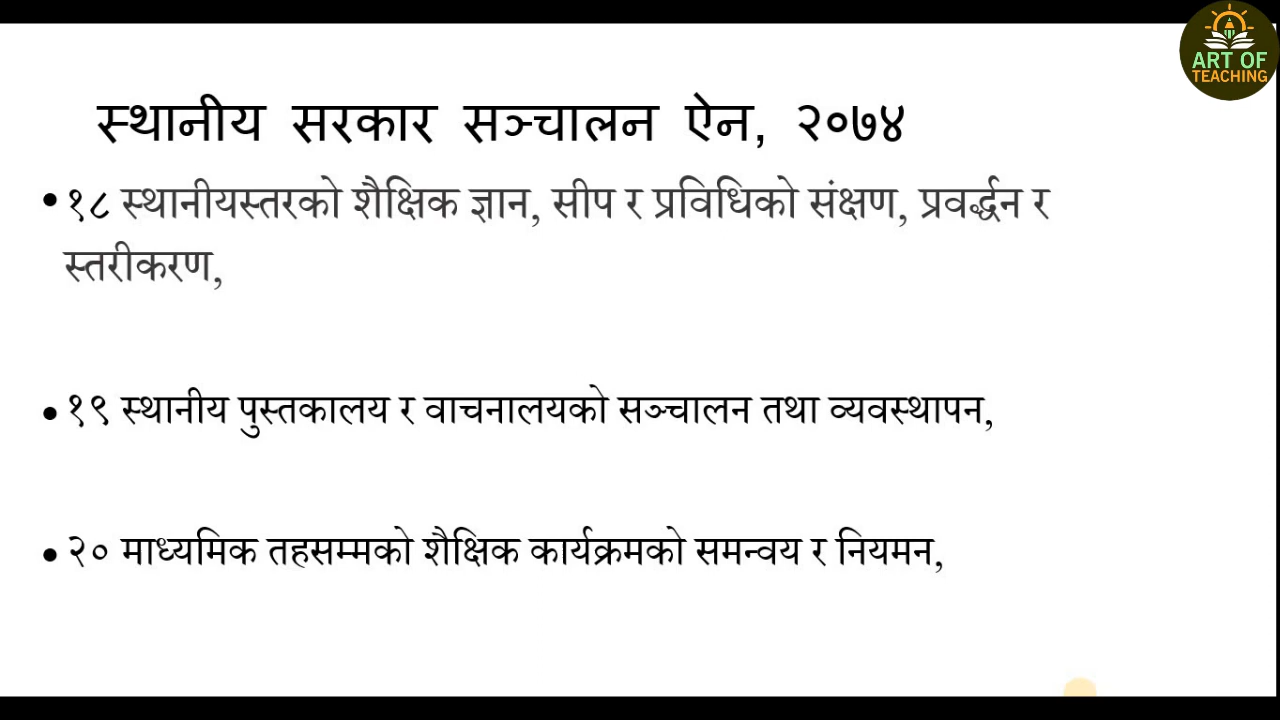 ART OF
TEACHING
स्थानीय सरकार सञ्चालन ऐन, २०७४
• १८ स्थानीयस्तरको शैक्षिक ज्ञान, सीप र प्रविधिको संक्षण, प्रवर्द्धन र
स्तरीकरण,
• १९ स्थानीय पुस्तकालय र वाचनालयको सञ्चालन तथा व्यवस्थापन,
• २० माध्यमिक तहसम्मको शैक्षिक कार्यक्रमको समन्वय र नियमन,